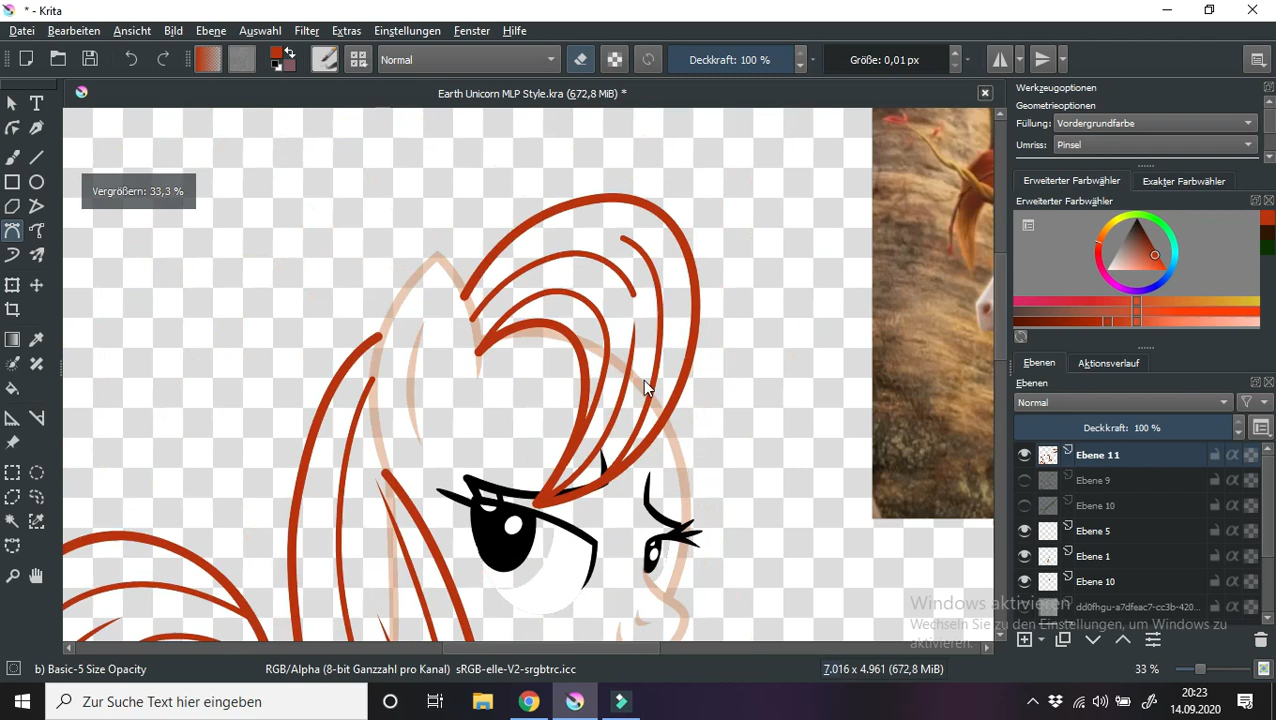 * - Krita
Datei Bearbeiten Ansicht Bild Ebene Auswahl Filter Extras Einstellungen Fenster Hilfe
Normal Deckkraft: 100 % Größe: 0,01 px
Earth Unicorn MLP Style.kra (672,8 MiB) *
Werkzeugoptionen
Geometrieoptionen
Füllung: Vordergrundfarbe
Umriss: Pinsel
Erweiterter Farbwähler Exakter Farbwähler
Erweiterter Farbwähler
Vergrößern: 33,3 %
Ebenen Aktionsverlauf
Ebenen
Normal
Deckkraft: 100 %
Ebene 11
Ebene 9
Ebene 10
Ebene 5
Ebene 1
Ebene 10
dd0fhgu-a7dfeac7-cc3b-420...
Windows aktivieren
Wechseln Sie zu den Einstellungen, um Windows zu
aktivieren.
b) Basic-5 Size Opacity RGB/Alpha (8-bit Ganzzahl pro Kanal) sRGB-elle-V2-srgbtrc.icc 7.016 x 4.961 (672,8 MiB) 33 %
Zur Suche Text hier eingeben
20:23
14.09.2020